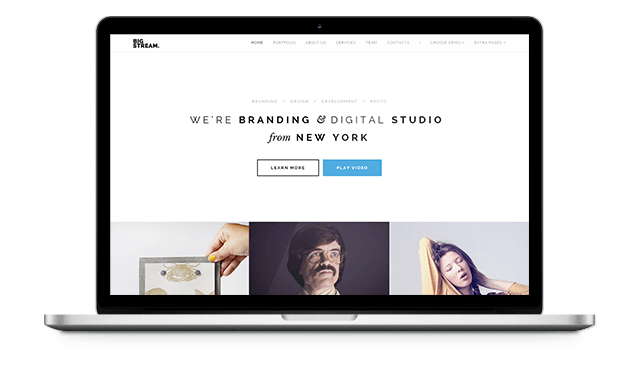 BIG
STREAM.
HOME PORTFOLIO ABOUT US SERVICES TEAM CONTACTS | CHOOSE DEMO EXTRA PAGES
BRANDING / DESIGN / DEVELOPMENT / PHOTO
WE'RE BRANDING & DIGITAL STUDIO
from NEW YORK
LEARN MORE PLAY VIDEO